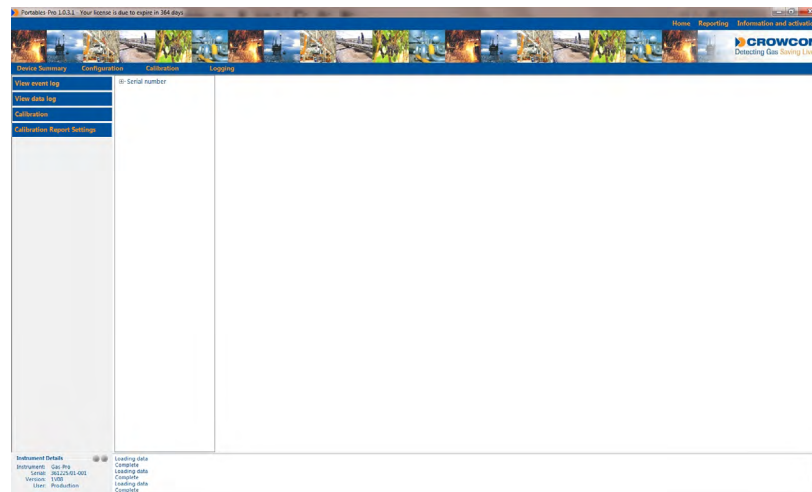 Portables Pro 1.0.3.1 - Your license is due to expire in 364 days
Home Reporting Information and activatio
CROWCON
Detecting Gas Saving Live
Device Summary Configuration Calibration Logging
View event log
View data log
Calibration
Calibration Report Settings
Serial number
Instrument Details
Instrument: Gas-Pro
Serial: 361225/01-001
Version: 1V08
User: Production
Loading data
Complete
Loading data
Complete
Loading data
Complete